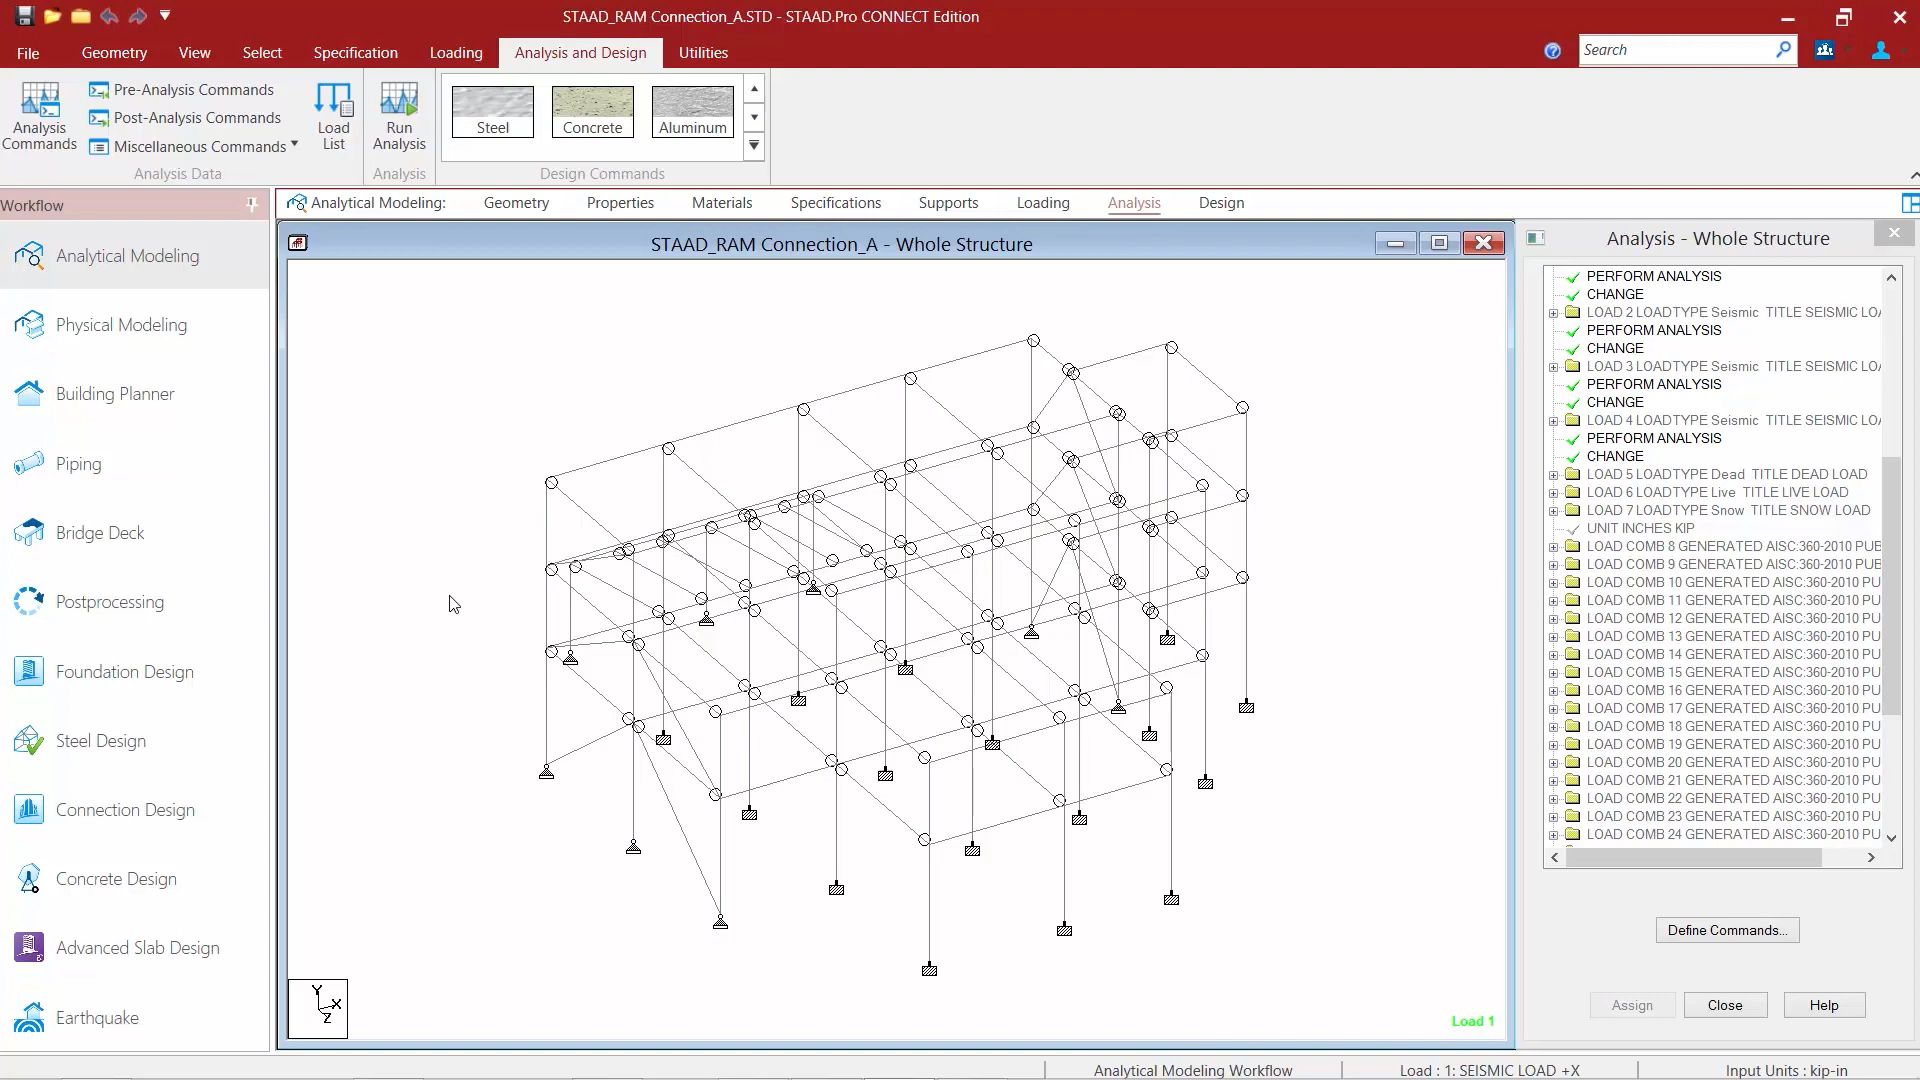 STAAD_RAM Connection_A.STD - STAAD.Pro CONNECT Edition
File Geometry View Select Specification Loading Analysis and Design Utilities Search
Analysis Commands
Pre-Analysis Commands
Post-Analysis Commands
Miscellaneous Commands
Load List
Run Analysis
Steel Concrete Aluminum
Analysis Data Analysis Design Commands
Workflow
Analytical Modeling: Geometry Properties Materials Specifications Supports Loading Analysis Design
Analytical Modeling
Physical Modeling
Building Planner
Piping
Bridge Deck
Postprocessing
Foundation Design
Steel Design
Connection Design
Concrete Design
Advanced Slab Design
Earthquake
STAAD_RAM Connection_A - Whole Structure
Y
X
Z
Load 1
Analysis - Whole Structure
PERFORM ANALYSIS
CHANGE
LOAD 2 LOADTYPE Seismic TITLE SEISMIC LOA
PERFORM ANALYSIS
CHANGE
LOAD 3 LOADTYPE Seismic TITLE SEISMIC LOA
PERFORM ANALYSIS
CHANGE
LOAD 4 LOADTYPE Seismic TITLE SEISMIC LOA
PERFORM ANALYSIS
CHANGE
LOAD 5 LOADTYPE Dead TITLE DEAD LOAD
LOAD 6 LOADTYPE Live TITLE LIVE LOAD
LOAD 7 LOADTYPE Snow TITLE SNOW LOAD
UNIT INCHES KIP
LOAD COMB 8 GENERATED AISC:360-2010 PUB
LOAD COMB 9 GENERATED AISC:360-2010 PUB
LOAD COMB 10 GENERATED AISC:360-2010 PU
LOAD COMB 11 GENERATED AISC:360-2010 PU
LOAD COMB 12 GENERATED AISC:360-2010 PU
LOAD COMB 13 GENERATED AISC:360-2010 PU
LOAD COMB 14 GENERATED AISC:360-2010 PU
LOAD COMB 15 GENERATED AISC:360-2010 PU
LOAD COMB 16 GENERATED AISC:360-2010 PU
LOAD COMB 17 GENERATED AISC:360-2010 PU
LOAD COMB 18 GENERATED AISC:360-2010 PU
LOAD COMB 19 GENERATED AISC:360-2010 PU
LOAD COMB 20 GENERATED AISC:360-2010 PU
LOAD COMB 21 GENERATED AISC:360-2010 PU
LOAD COMB 22 GENERATED AISC:360-2010 PU
LOAD COMB 23 GENERATED AISC:360-2010 PU
LOAD COMB 24 GENERATED AISC:360-2010 PU
Define Commands...
Assign Close Help
Analytical Modeling Workflow Load : 1: SEISMIC LOAD +X Input Units : kip-in